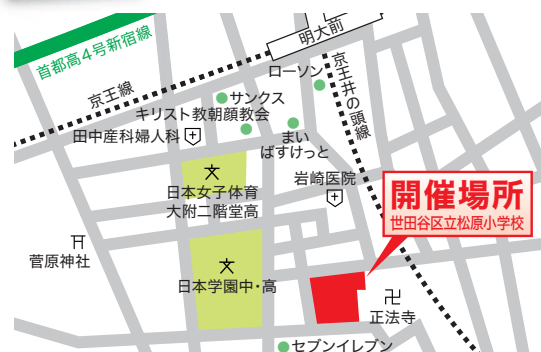 明大前
首都高4号新宿線
ローソン
京王線
京王井の頭線
サンクス
キリスト教朝顔教会
田中産科婦人科
まい
ばすけっと
文
日本女子体育
大附二階堂高
岩崎医院
開催場所
世田谷区立松原小学校
菅原神社
文
日本学園中・高
卍
正法寺
セブンイレブン